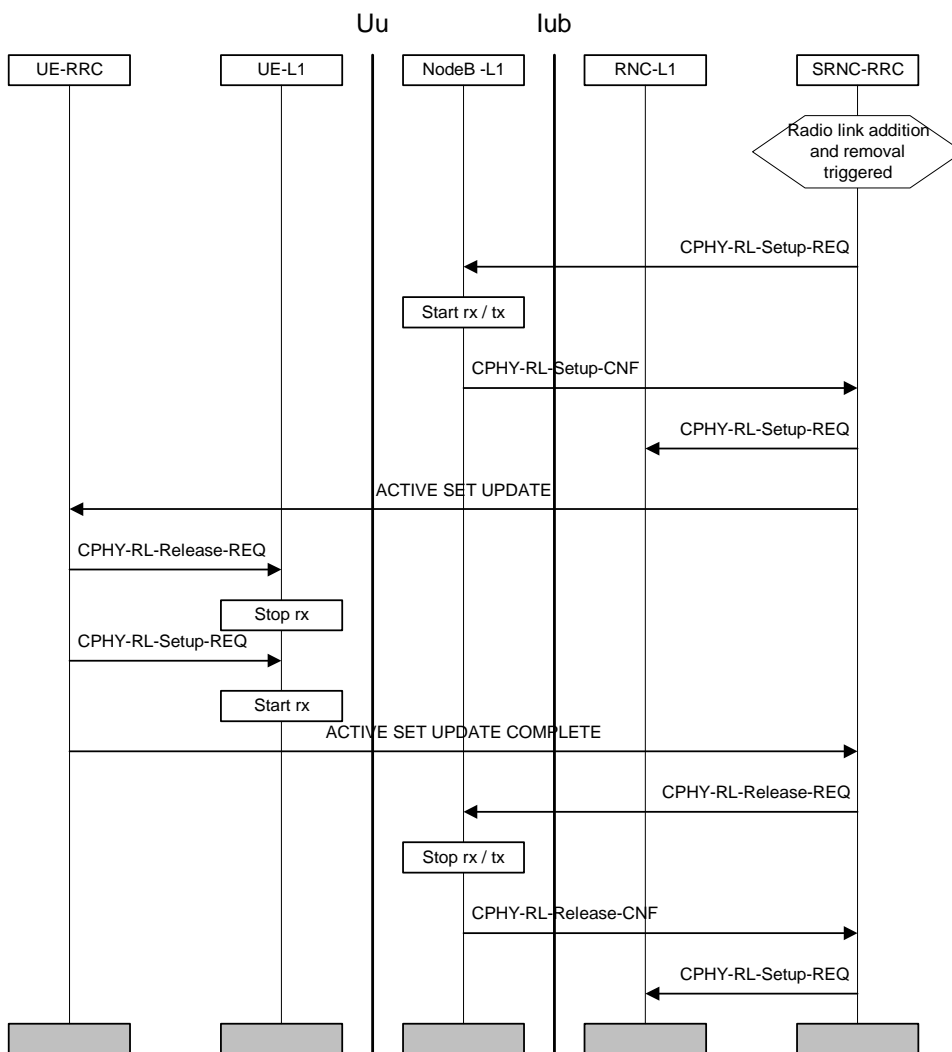 Uu
Iub
UE-RRC
UE-L1
NodeB -L1
RNC-L1
SRNC-RRC
Radio link addition
and removal
triggered
CPHY-RL-Setup-REQ
Start rx / tx
CPHY-RL-Setup-CNF
CPHY-RL-Setup-REQ
ACTIVE SET UPDATE
CPHY-RL-Release-REQ
Stop rx
CPHY-RL-Setup-REQ
Start rx
ACTIVE SET UPDATE COMPLETE
CPHY-RL-Release-REQ
Stop rx / tx
CPHY-RL-Release-CNF
CPHY-RL-Setup-REQ